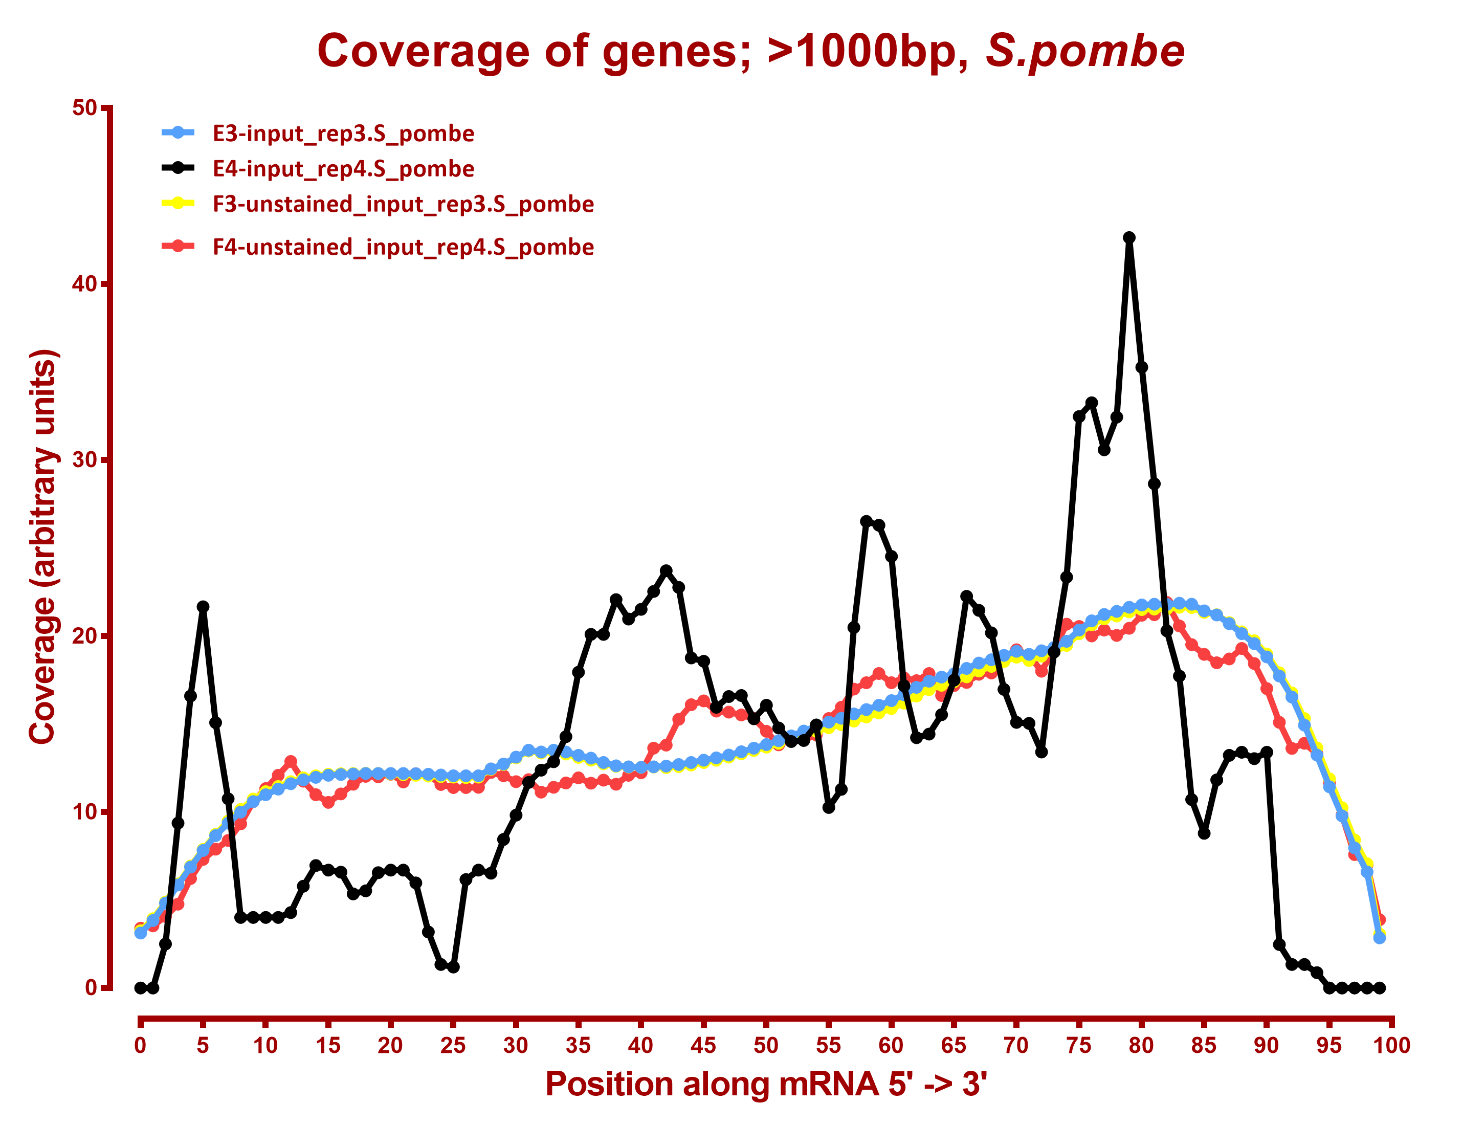 Coverage of genes; >1000bp, S.pombe
50
E3-input_rep3.S_pombe
E4-input_rep4.S_pombe
F3-unstained_input_rep3.S_pombe
F4-unstained_input_rep4.S_pombe
40
30
20
10
0
Coverage (arbitrary units)
0 5 10 15 20 25 30 35 40 45 50 55 60 65 70 75 80 85 90 95 100
Position along mRNA 5' -> 3'